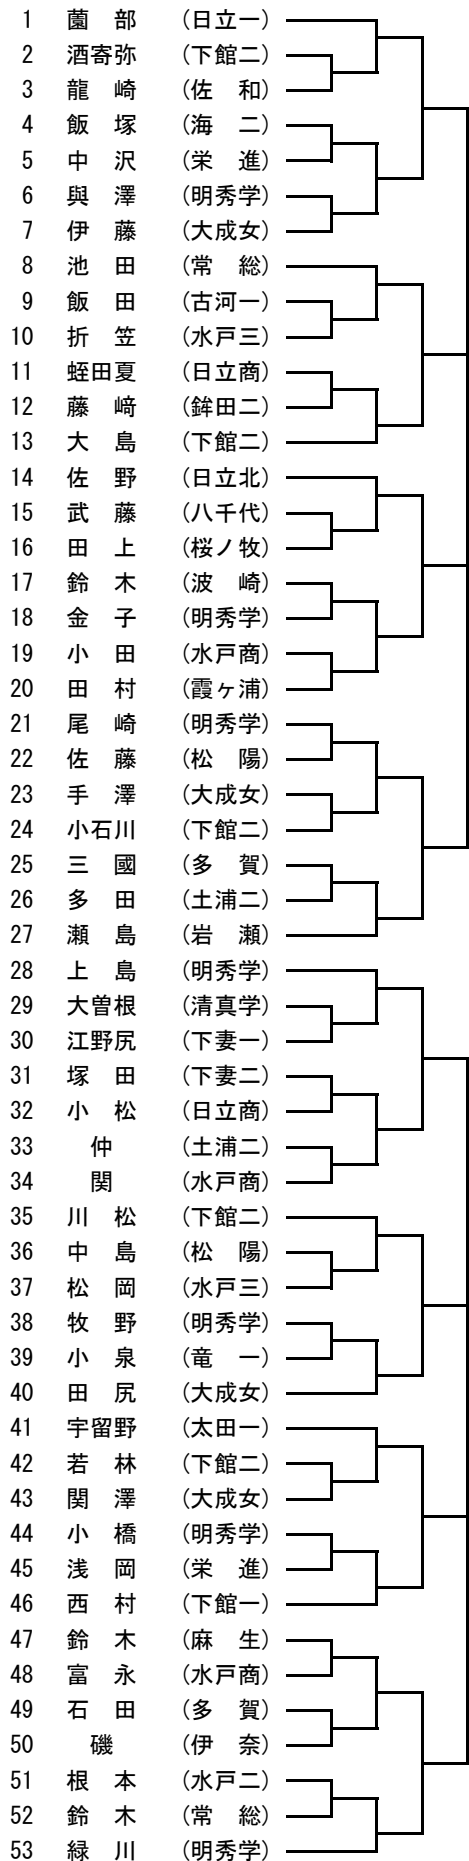 1 薗　部 （日立一）
2 酒寄弥 （下館二）
3 龍　崎 （佐　和）
4 飯　塚 （海　二）
5 中　沢 （栄　進）
6 與　澤 （明秀学）
7 伊　藤 （大成女）
8 池　田 （常　総）
9 飯　田 （古河一）
10 折　笠 （水戸三）
11 蛭田夏 （日立商）
12 藤　﨑 （鉾田二）
13 大　島 （下館二）
14 佐　野 （日立北）
15 武　藤 （八千代）
16 田　上 （桜ノ牧）
17 鈴　木 （波　崎）
18 金　子 （明秀学）
19 小　田 （水戸商）
20 田　村 （霞ヶ浦）
21 尾　崎 （明秀学）
22 佐　藤 （松　陽）
23 手　澤 （大成女）
24 小石川 （下館二）
25 三　國 （多　賀）
26 多　田 （土浦二）
27 瀬　島 （岩　瀬）
28 上　島 （明秀学）
29 大曽根 （清真学）
30 江野尻 （下妻一）
31 塚　田 （下妻二）
32 小　松 （日立商）
33 仲 （土浦二）
34 関 （水戸商）
35 川　松 （下館二）
36 中　島 （松　陽）
37 松　岡 （水戸三）
38 牧　野 （明秀学）
39 小　泉 （竜　一）
40 田　尻 （大成女）
41 宇留野 （太田一）
42 若　林 （下館二）
43 関　澤 （大成女）
44 小　橋 （明秀学）
45 浅　岡 （栄　進）
46 西　村 （下館一）
47 鈴　木 （麻　生）
48 富　永 （水戸商）
49 石　田 （多　賀）
50 磯 （伊　奈）
51 根　本 （水戸二）
52 鈴　木 （常　総）
53 緑　川 （明秀学）